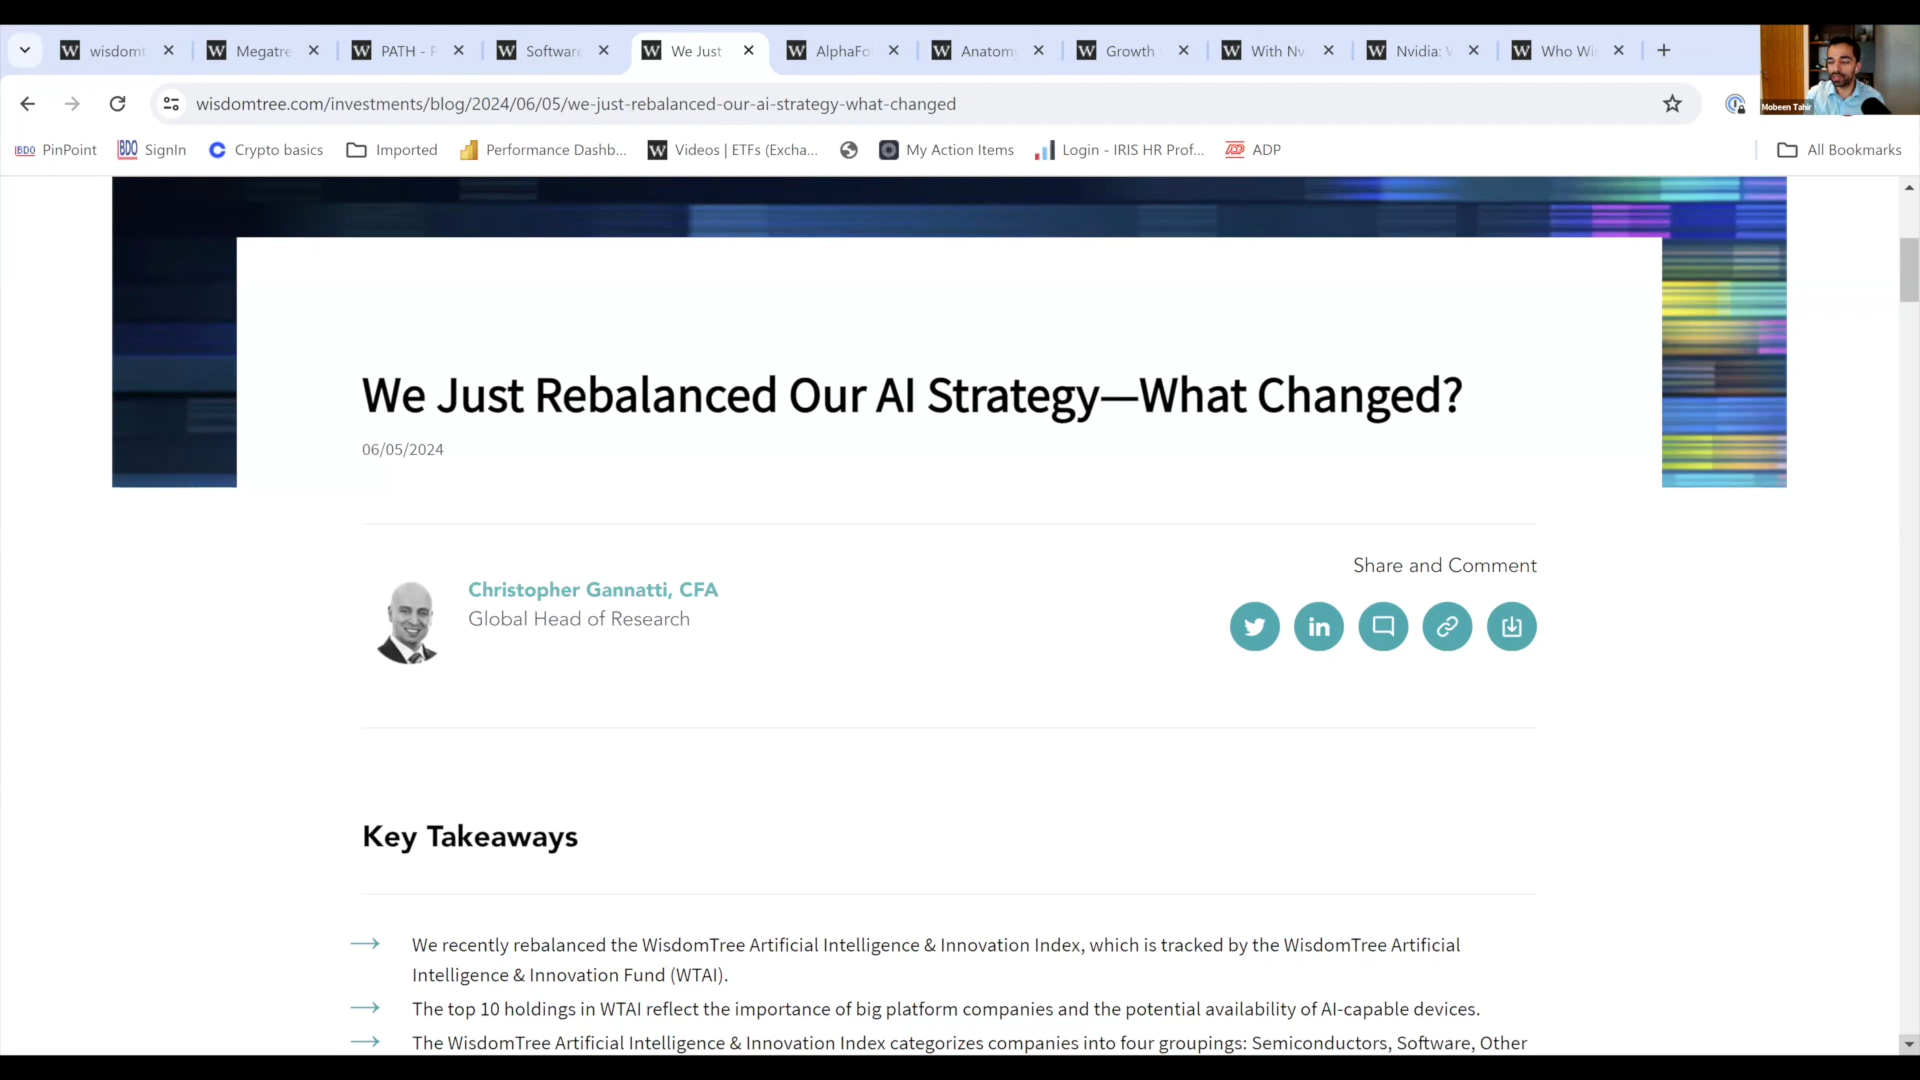 wisdomt
Megatre
PATH - P
Software
We Just
AlphaFo
Anatom
Growth
With Nv
Nvidia: W
Who Wi
wisdomtree.com/investments/blog/2024/06/05/we-just-rebalanced-our-ai-strategy-what-changed
Mobeen Tahir
BDO PinPoint
BDO SignIn
Crypto basics
Imported
Performance Dashb...
W Videos | ETFs (Excha...
My Action Items
Login - IRIS HR Prof...
ADP
All Bookmarks
We Just Rebalanced Our AI Strategy—What Changed?
06/05/2024
Share and Comment
Christopher Gannatti, CFA
Global Head of Research
Key Takeaways
We recently rebalanced the WisdomTree Artificial Intelligence & Innovation Index, which is tracked by the WisdomTree Artificial
Intelligence & Innovation Fund (WTAI).
The top 10 holdings in WTAI reflect the importance of big platform companies and the potential availability of AI-capable devices.
The WisdomTree Artificial Intelligence & Innovation Index categorizes companies into four groupings: Semiconductors, Software, Other